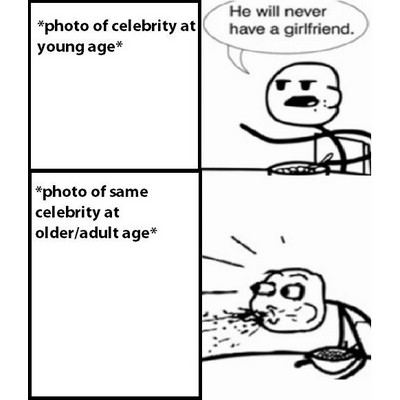 *photo of celebrity at
young age*
He will never
have a girlfriend.
*photo of same
celebrity at
older/adult age*